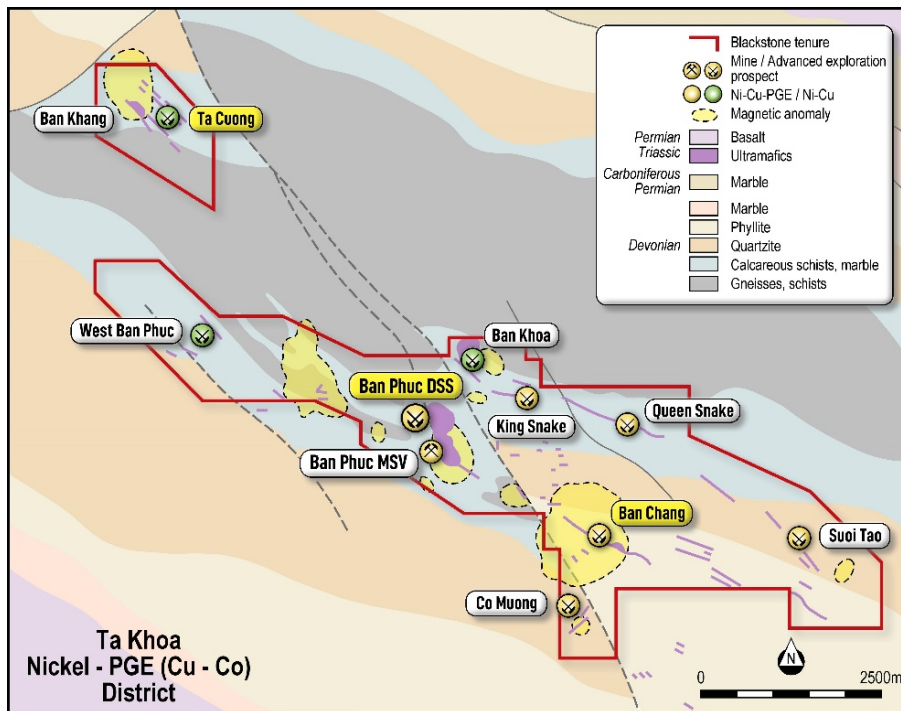 Blackstone tenure
Mine / Advanced exploration
prospect
Ni-Cu-PGE / Ni-Cu
Magnetic anomaly
Permian
Triassic
Basalt
Ultramafics
Carboniferous
Permian
Marble
Marble
Phyllite
Devonian
Quartzite
Calcareous schists, marble
Gneisses, schists
Ban Khang
Ta Cuong
West Ban Phuc
Ban Khoa
Ban Phuc DSS
King Snake
Queen Snake
Ban Phuc MSV
Ban Chang
Suoi Tao
Co Muong
Ta Khoa
Nickel - PGE (Cu - Co)
District
N
0
2500m